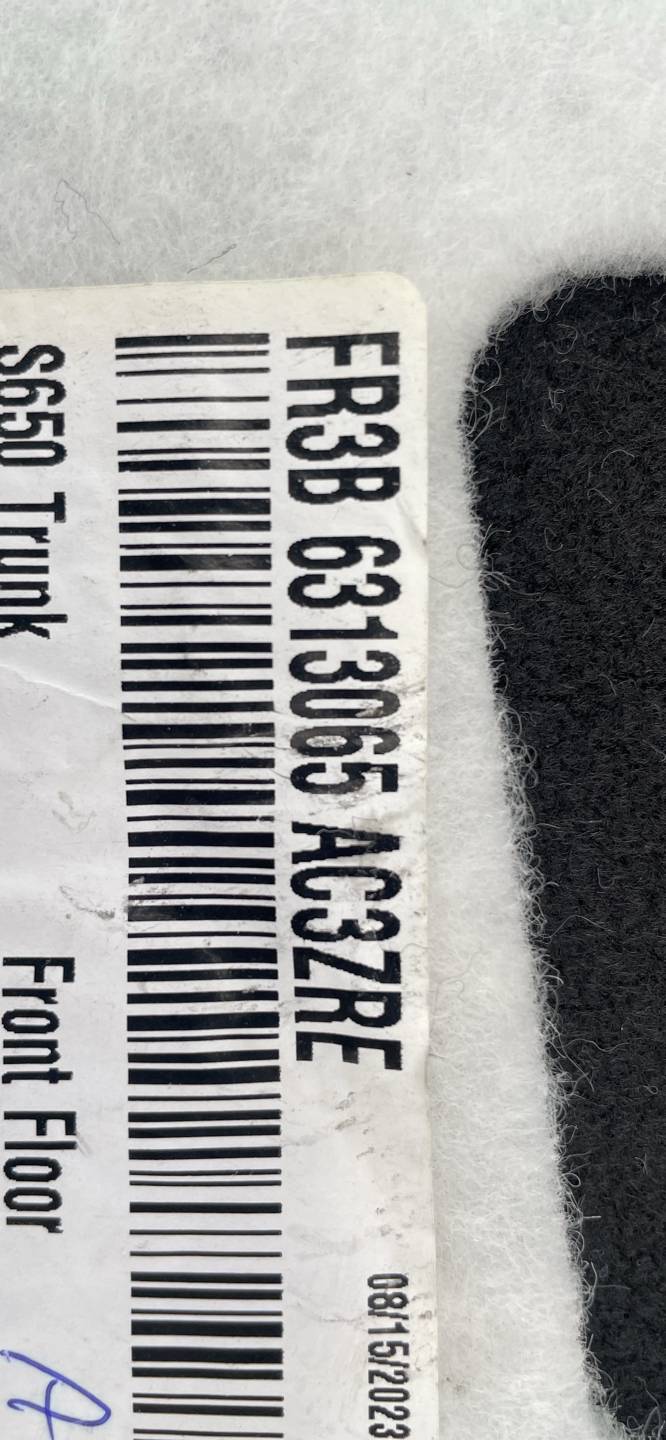 08/15/2023
FR3B 6313065 AC3ZRE
S650 Trunk Front Floor
A